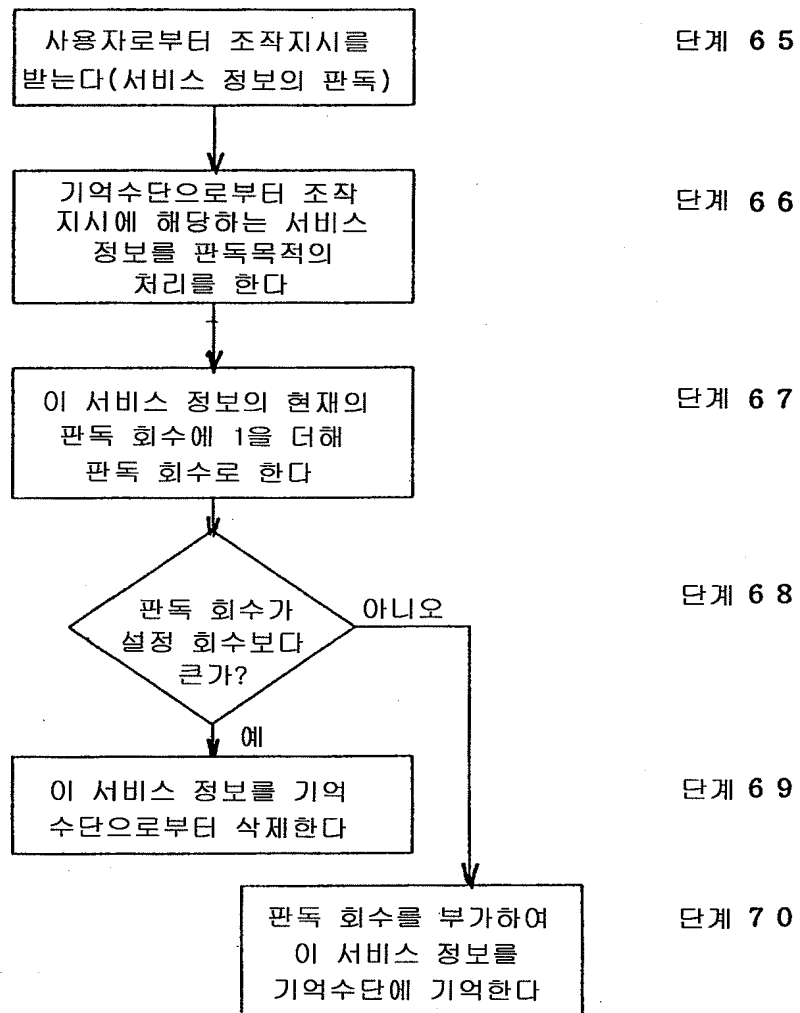 사용자로부터 조작지시를
받는다(서비스 정보의 판독)
단계 65
기억수단으로부터 조작
지시에 해당하는 서비스
정보를 판독목적의
처리를 한다
단계 66
이 서비스 정보의 현재의
판독 회수에 1을 더해
판독 회수로 한다
단계 67
판독 회수가
설정 회수보다
큰가?
아니오
단계 68
예
이 서비스 정보를 기억
수단으로부터 삭제한다
단계 69
판독 회수를 부가하여
이 서비스 정보를
기억수단에 기억한다
단계 70